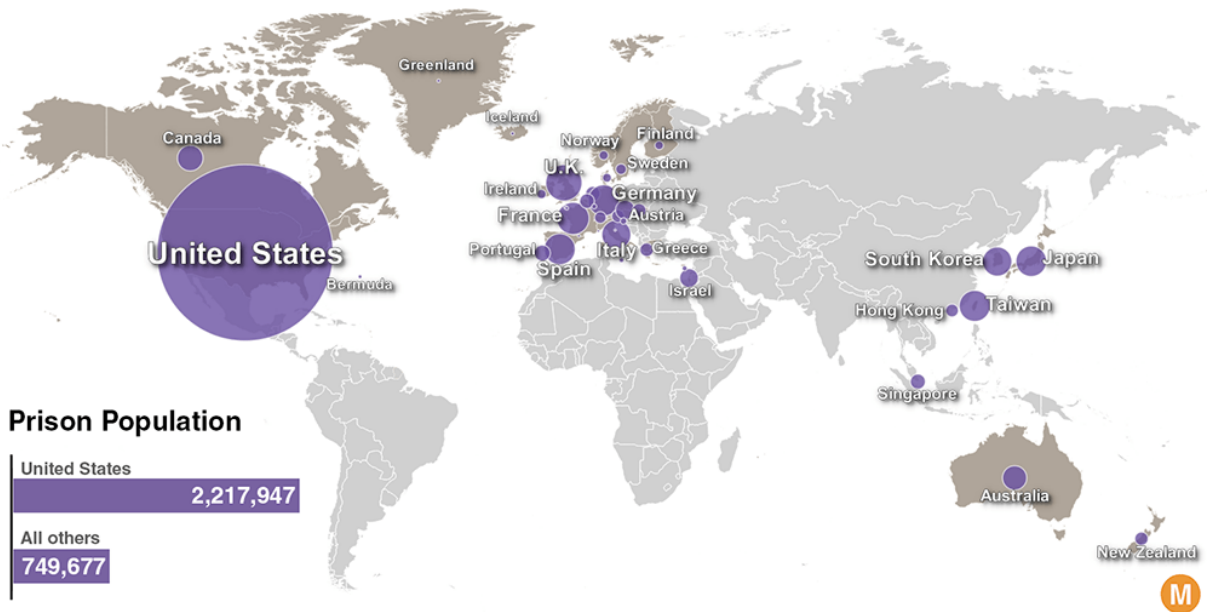 Greenland
Iceland
Canada
Norway
Finland
U.K.
Sweden
Ireland
Germany
France
Austria
United States
Portugal
Italy
Greece
Spain
Bermuda
Israel
South Korea
Japan
Hong Kong
Taiwan
Singapore
Prison Population
United States
2,217,947
All others
749,677
Australia
New Zealand
M